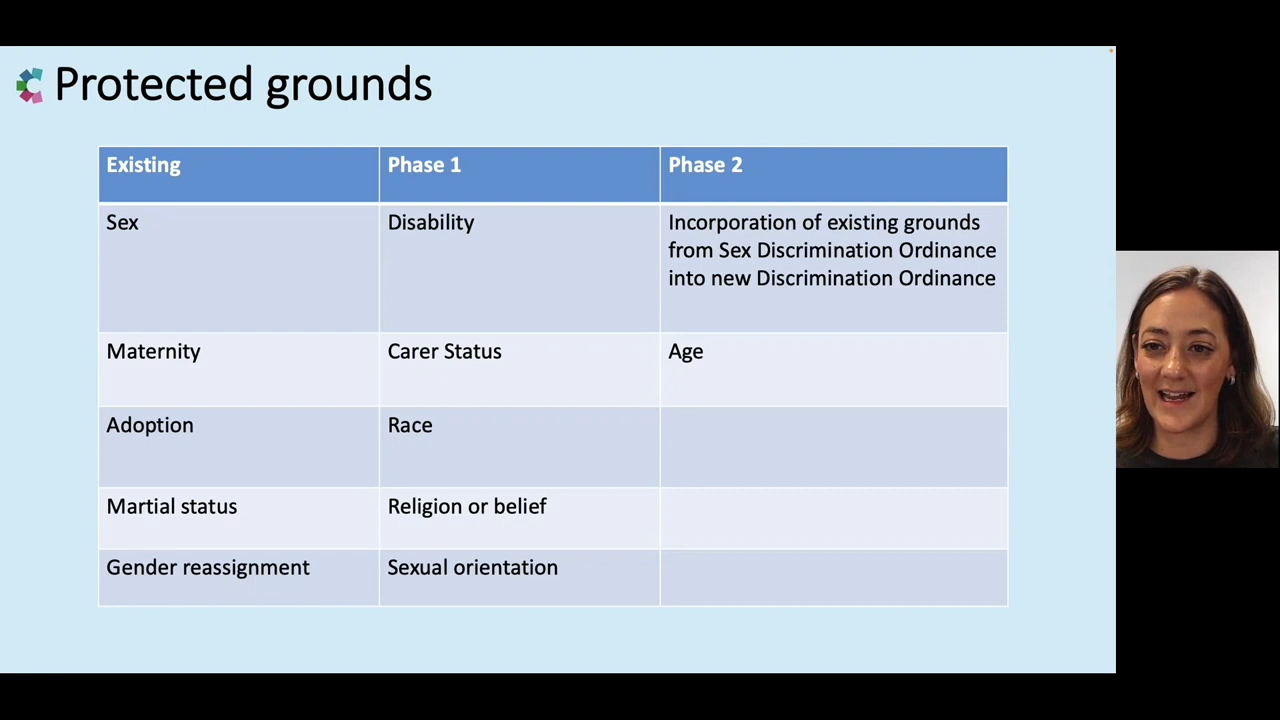 Protected grounds
Existing
Phase 1
Phase 2
Sex
Disability
Incorporation of existing grounds
from Sex Discrimination Ordinance
into new Discrimination Ordinance
Maternity
Carer Status
Age
Adoption
Race
Martial status
Religion or belief
Gender reassignment
Sexual orientation